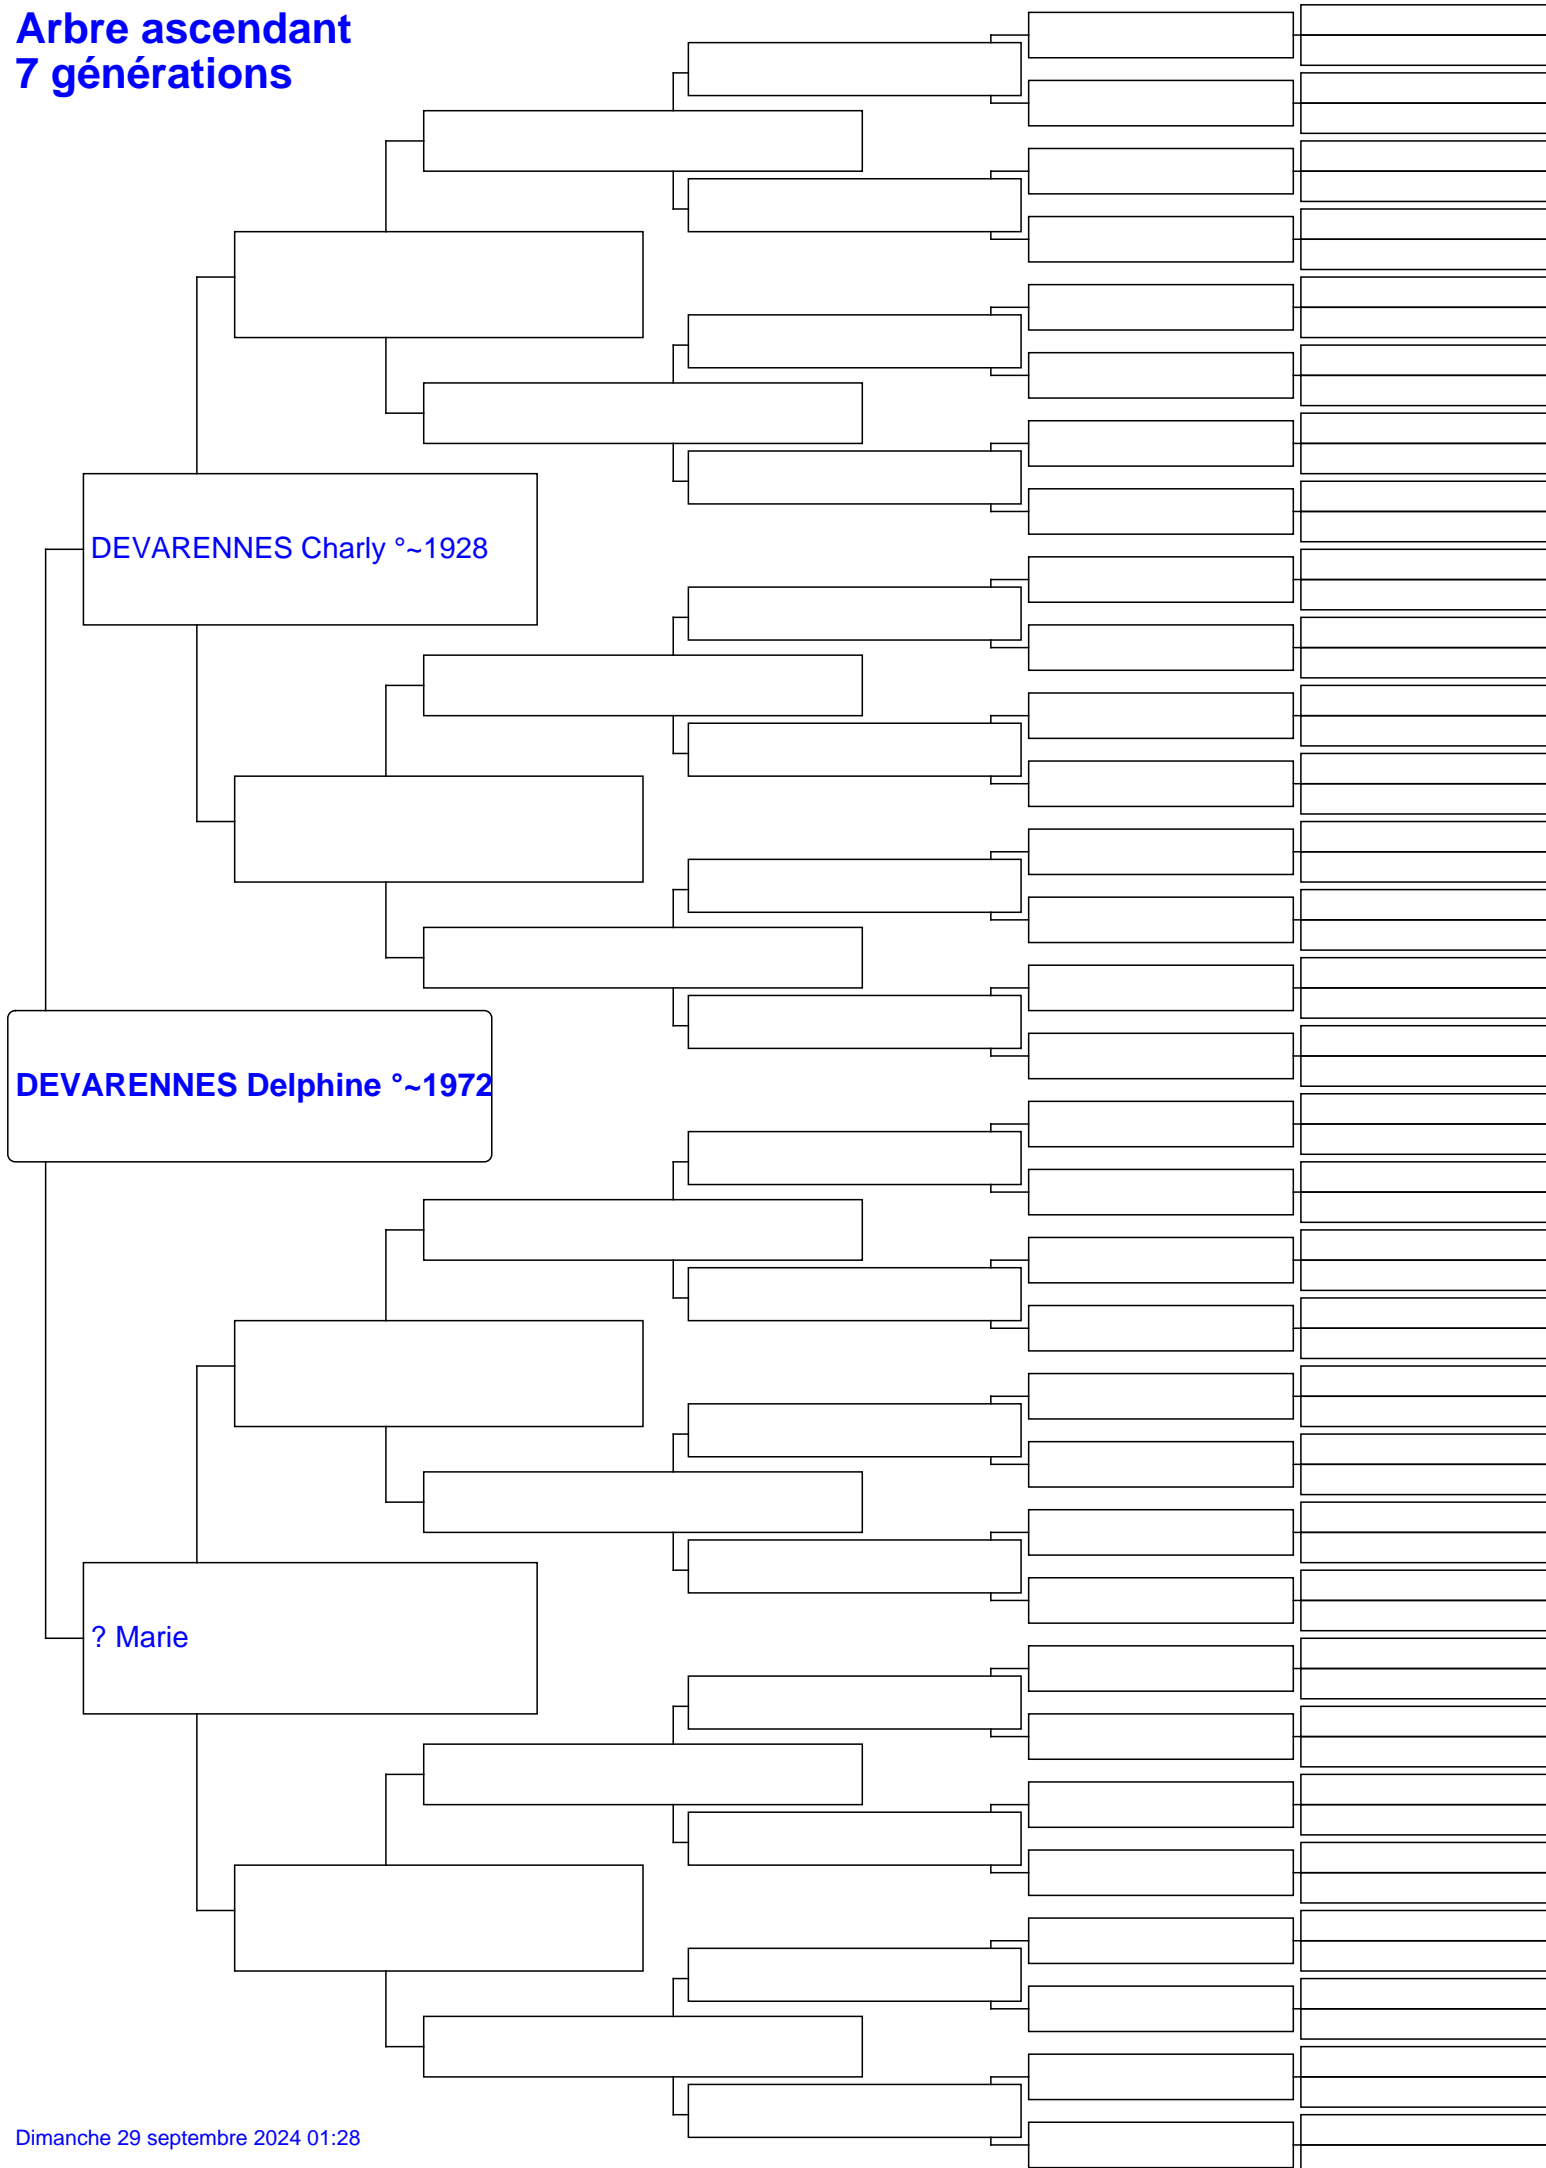 Arbre ascendant
7 générations
DEVARENNES Charly °~1928
DEVARENNES Delphine °~1972
? Marie
Dimanche 29 septembre 2024 01:28